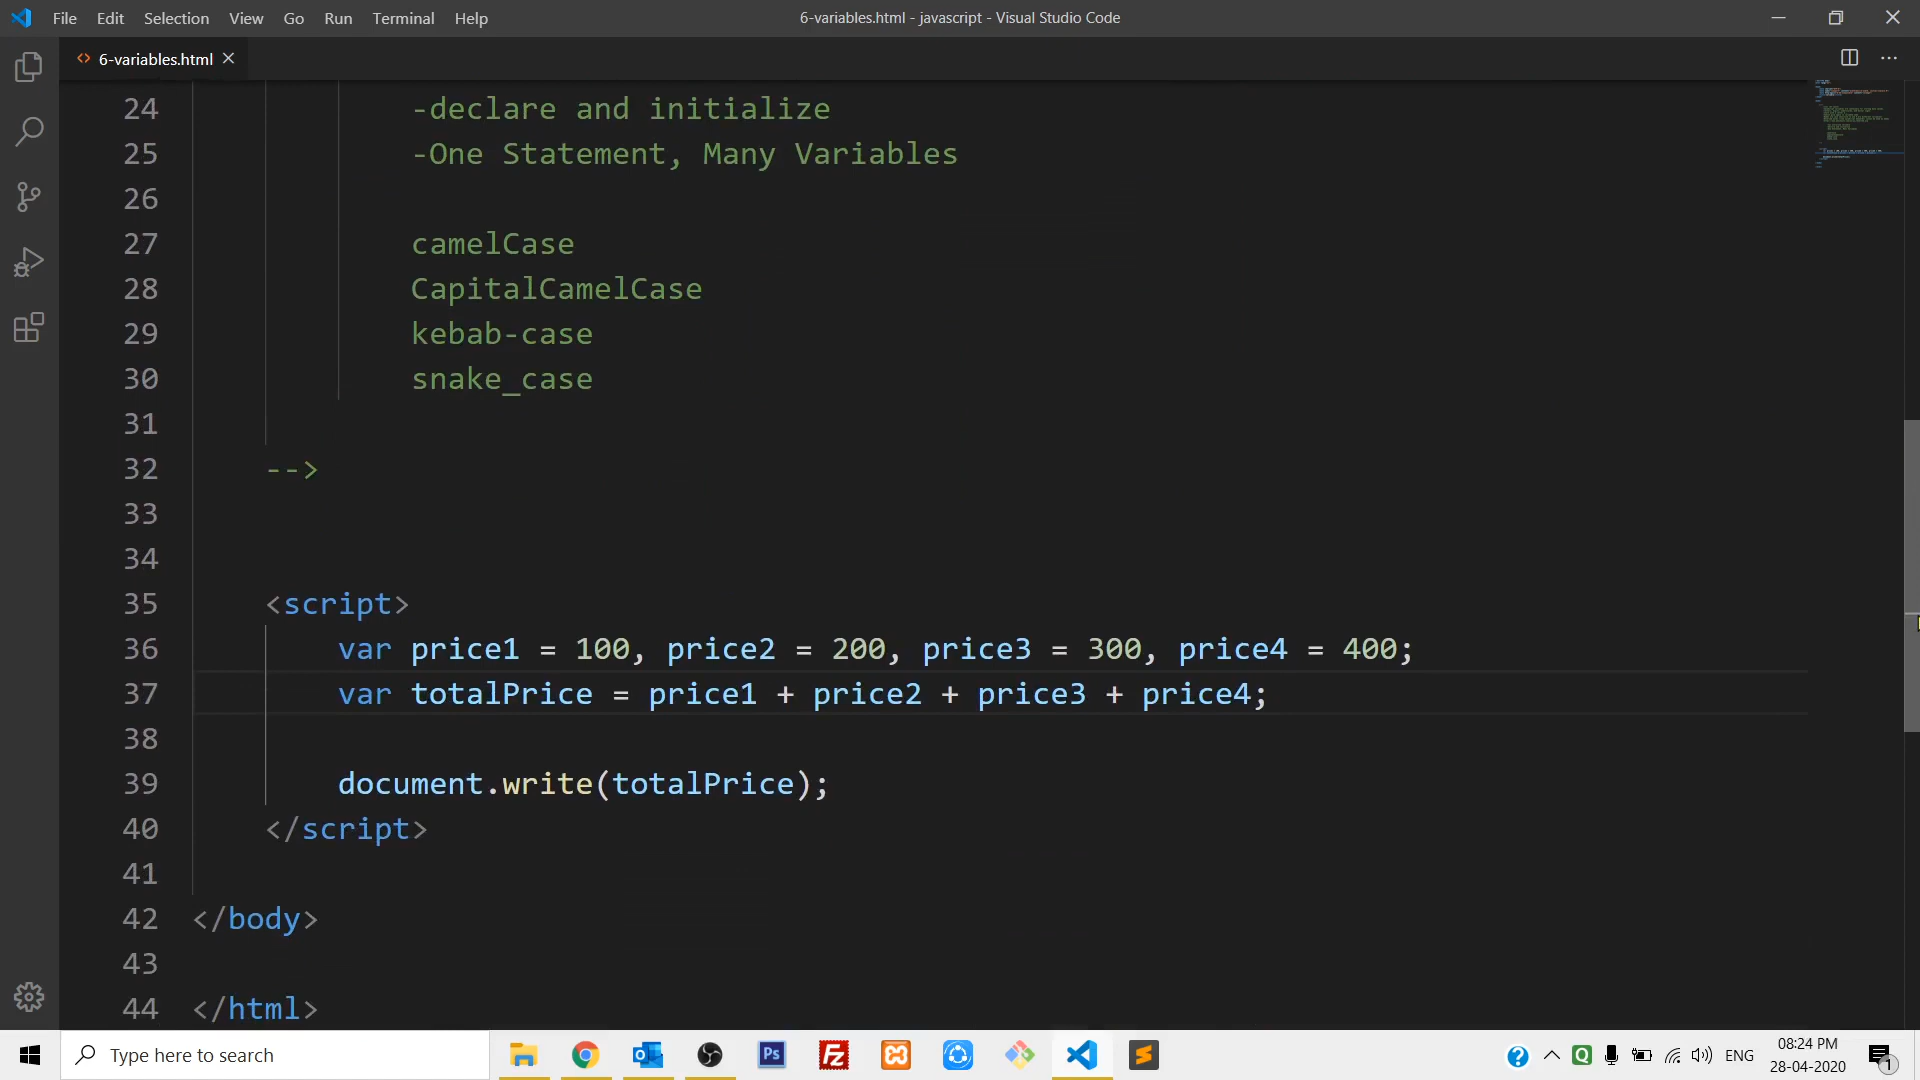 File Edit Selection View Go Run Terminal Help
6-variables.html - javascript - Visual Studio Code
6-variables.html
24 -declare and initialize
25 -One Statement, Many Variables
26
27 camelCase
28 CapitalCamelCase
29 kebab-case
30 snake_case
31
32 -->
33
34
35 <script>
36 var price1 = 100, price2 = 200, price3 = 300, price4 = 400;
37 var totalPrice = price1 + price2 + price3 + price4;
38
39 document.write(totalPrice);
40 </script>
41
42 </body>
43
44 </html>
Type here to search
Ps
Fz
ENG
08:24 PM
28-04-2020
1